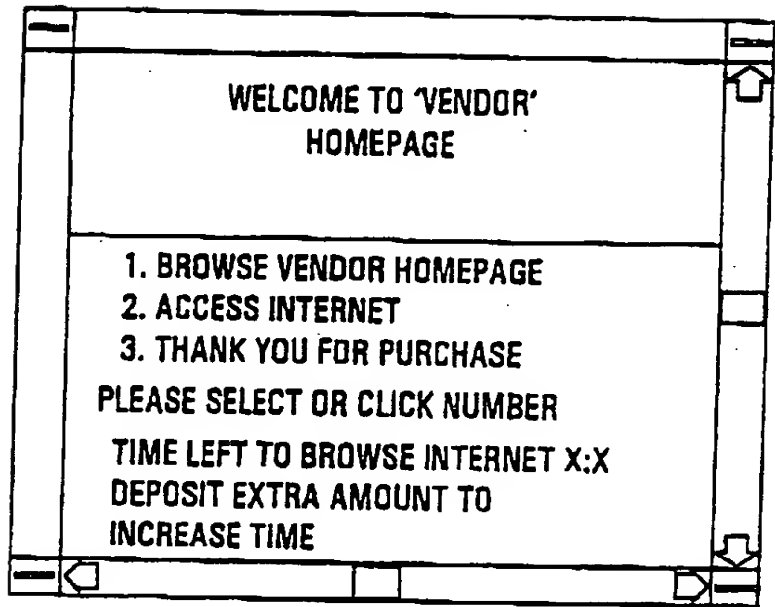 WELCOME TO 'VENDOR'
HOMEPAGE
1. BROWSE VENDOR HOMEPAGE
2. ACCESS INTERNET
3. THANK YOU FOR PURCHASE
PLEASE SELECT OR CLICK NUMBER
TIME LEFT TO BROWSE INTERNET X:X
DEPOSIT EXTRA AMOUNT TO
INCREASE TIME